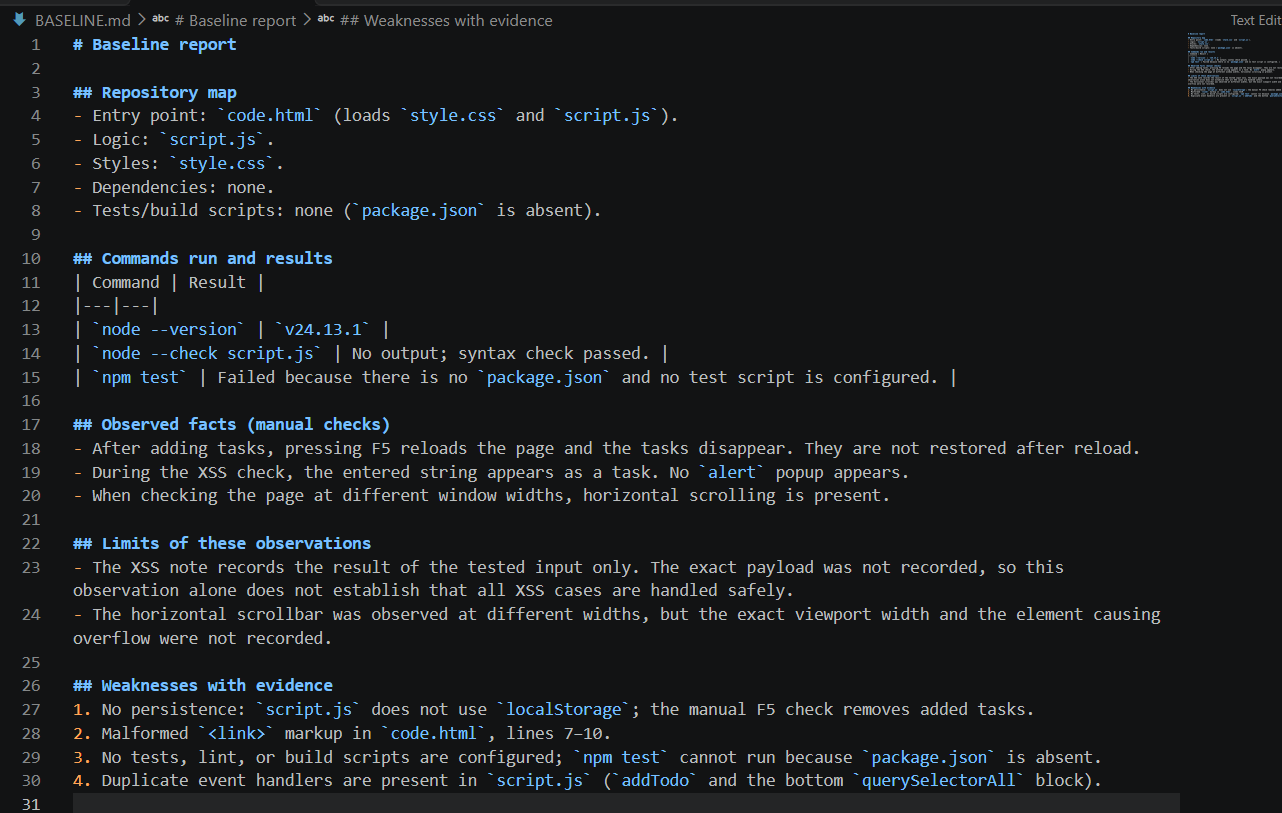 BASELINE.md > abc # Baseline report > abc ## Weaknesses with evidence
Text Edit
1 # Baseline report
2
3 ## Repository map
4 - Entry point: `code.html` (loads `style.css` and `script.js`).
5 - Logic: `script.js`.
6 - Styles: `style.css`.
7 - Dependencies: none.
8 - Tests/build scripts: none (`package.json` is absent).
9
10 ## Commands run and results
11 | Command | Result |
12 |---|---|
13 | `node --version` | `v24.13.1` |
14 | `node --check script.js` | No output; syntax check passed. |
15 | `npm test` | Failed because there is no `package.json` and no test script is configured. |
16
17 ## Observed facts (manual checks)
18 - After adding tasks, pressing F5 reloads the page and the tasks disappear. They are not restored after reload.
19 - During the XSS check, the entered string appears as a task. No `alert` popup appears.
20 - When checking the page at different window widths, horizontal scrolling is present.
21
22 ## Limits of these observations
23 - The XSS note records the result of the tested input only. The exact payload was not recorded, so this
observation alone does not establish that all XSS cases are handled safely.
24 - The horizontal scrollbar was observed at different widths, but the exact viewport width and the element causing
overflow were not recorded.
25
26 ## Weaknesses with evidence
27 1. No persistence: `script.js` does not use `localStorage`; the manual F5 check removes added tasks.
28 2. Malformed `<link>` markup in `code.html`, lines 7–10.
29 3. No tests, lint, or build scripts are configured; `npm test` cannot run because `package.json` is absent.
30 4. Duplicate event handlers are present in `script.js` (`addTodo` and the bottom `querySelectorAll` block).
31